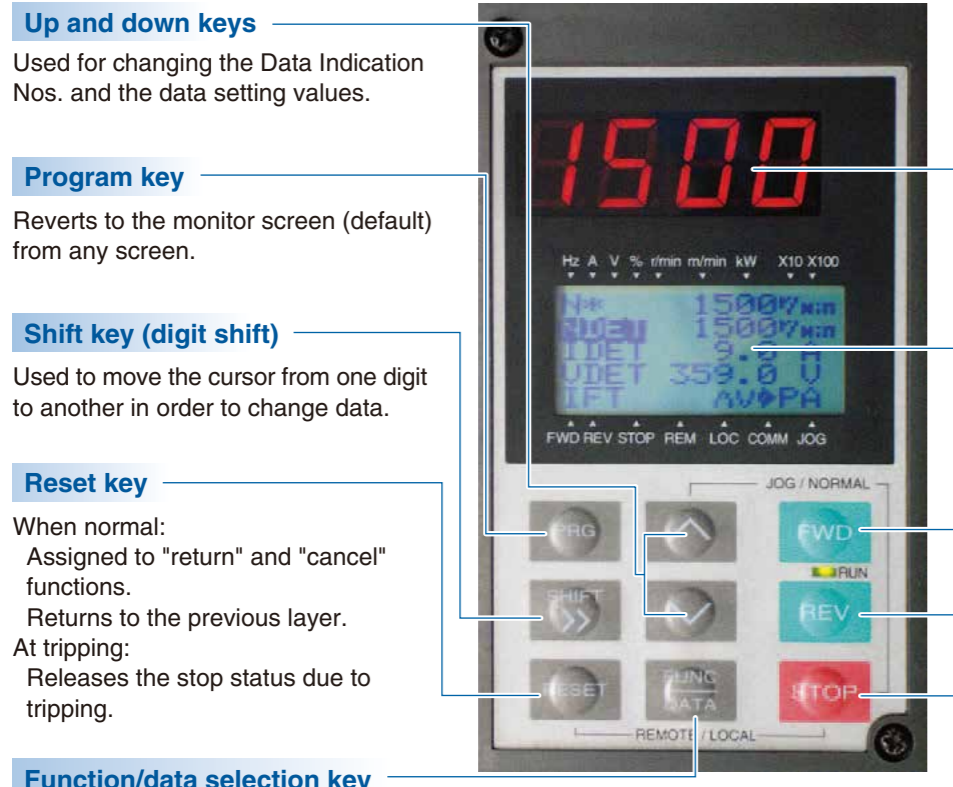 Up and down keys
Used for changing the Data Indication
Nos. and the data setting values.
Program key
Reverts to the monitor screen (default)
from any screen.
Shift key (digit shift)
Used to move the cursor from one digit
to another in order to change data.
Reset key
When normal:
Assigned to "return" and "cancel"
functions.
Returns to the previous layer.
At tripping:
Releases the stop status due to
tripping.
Function/data selection key
1500
Hz A V % r/min m/min kW X10 X100
N* 1500 r/min
1500 r/min
IDET 9.0 A
VDET 359.0 V
IFT ΛV▶PA
FWD REV STOP REM LOC COMM JOG
JOG / NORMAL
PRG FWD
RUN
SHIFT >> REV
RESET FUNC DATA STOP
REMOTE / LOCAL